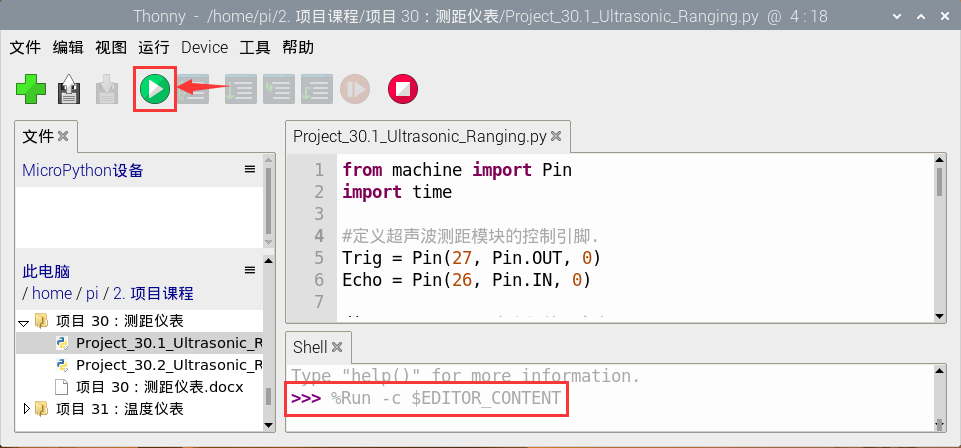 Thonny - /home/pi/2. 项目课程/项目 30：测距仪表/Project_30.1_Ultrasonic_Ranging.py @ 4 : 18
文件 编辑 视图 运行 Device 工具 帮助
文件
MicroPython设备
此电脑
/ home / pi / 2. 项目课程
项目 30：测距仪表
Project_30.1_Ultrasonic_R
Project_30.2_Ultrasonic_R
项目 30：测距仪表.docx
项目 31：温度仪表
Project_30.1_Ultrasonic_Ranging.py
1 from machine import Pin
2 import time
3
4 #定义超声波测距模块的控制引脚.
5 Trig = Pin(27, Pin.OUT, 0)
6 Echo = Pin(26, Pin.IN, 0)
7
Shell
Type "help()" for more information.
>>> %Run -c $EDITOR_CONTENT